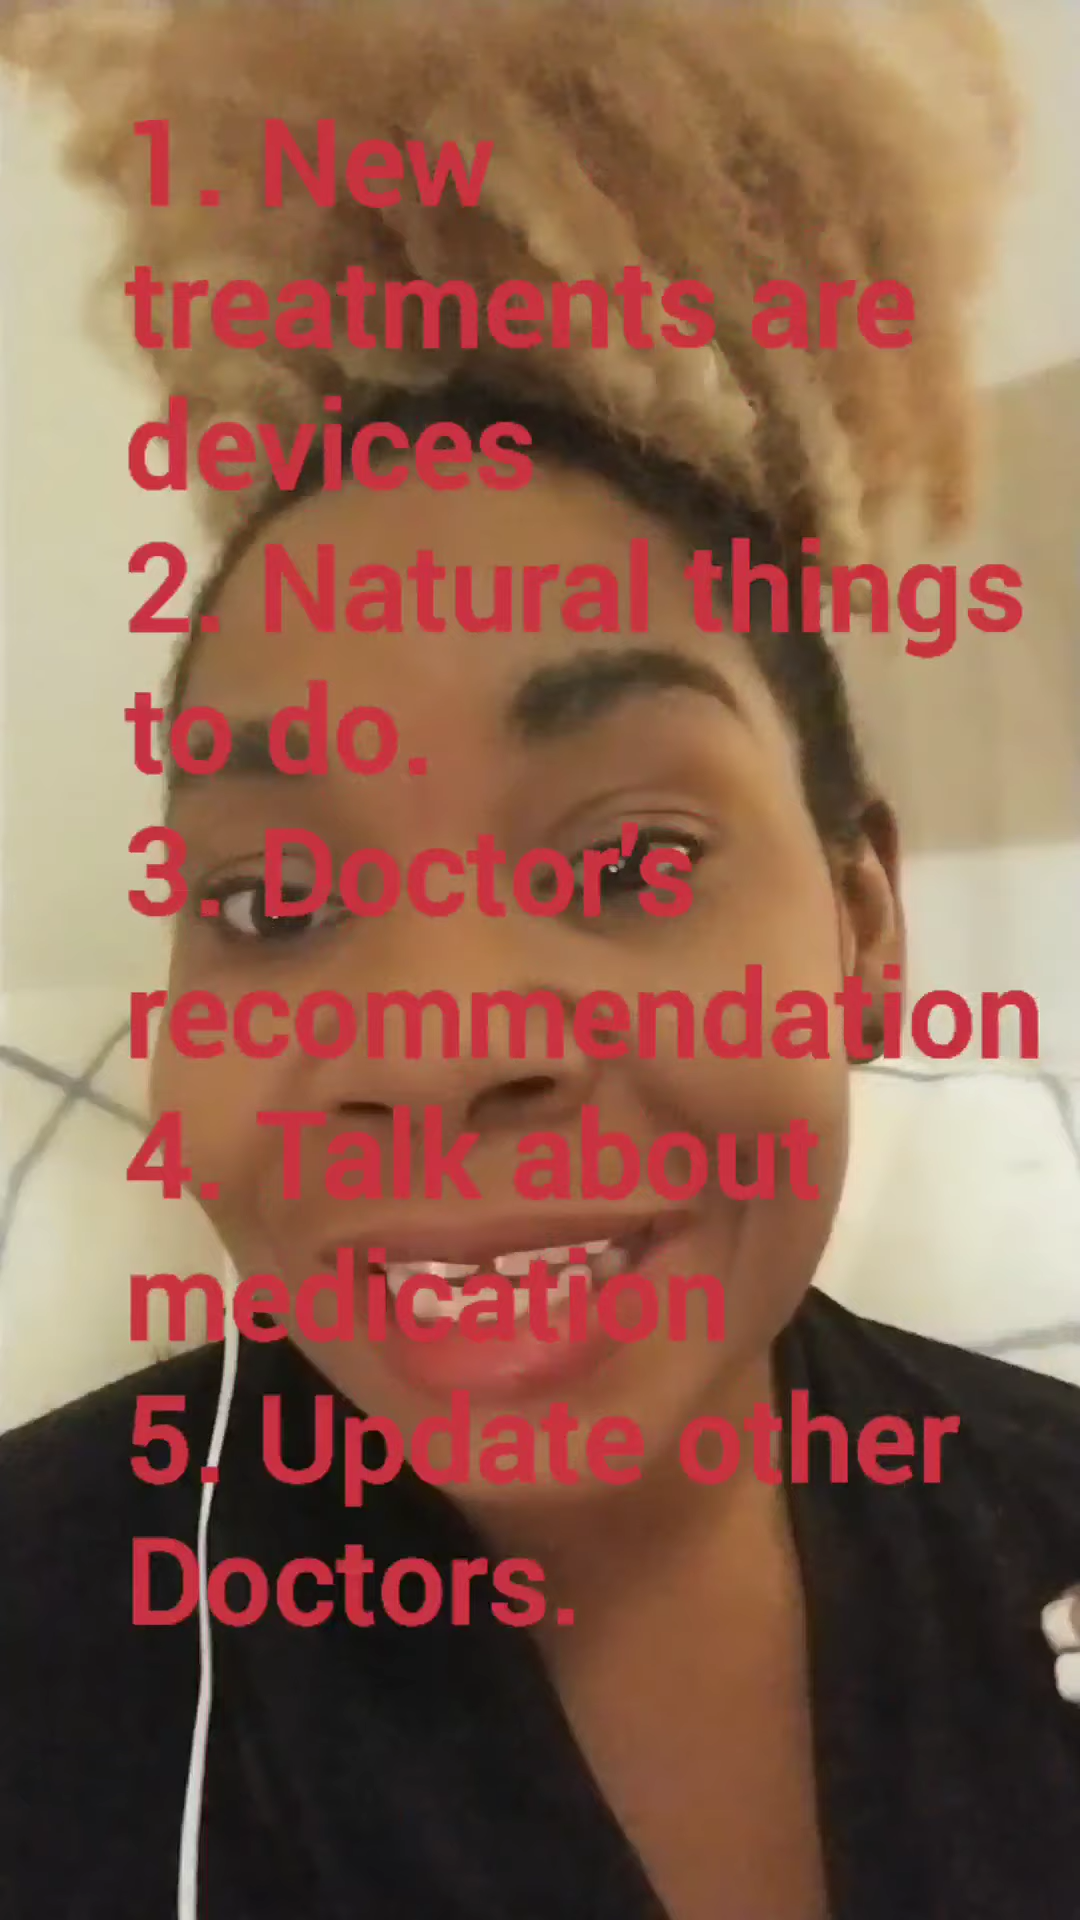 1. New
treatments are
devices
2. Natural things
to do.
3. Doctor's
recommendation
4. Talk about
medication
5. Update other
Doctors.